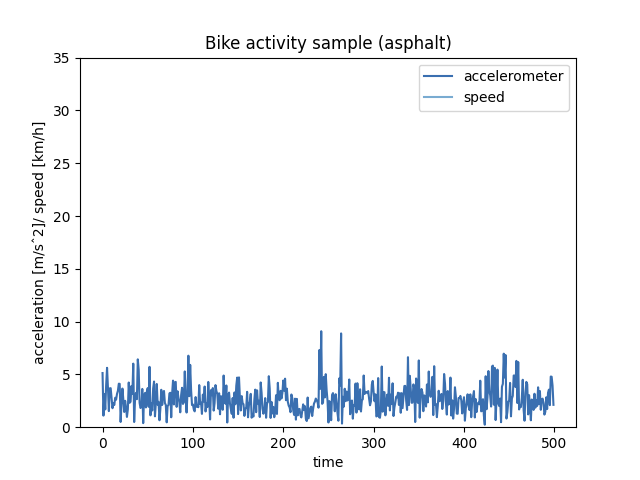 Bike activity sample (asphalt)
accelerometer
speed
acceleration [m/sˆ2]/ speed [km/h]
35
30
25
20
15
10
5
0
0 100 200 300 400 500
time